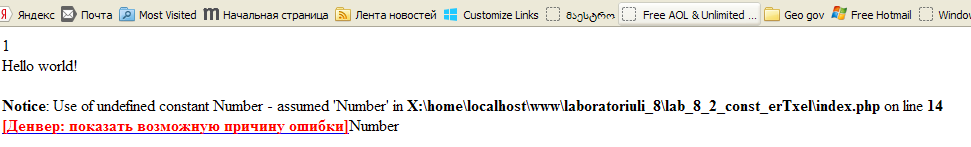 Я Яндекс Почта Most Visited Начальная страница Лента новостей Customize Links მაესტრო Free AOL & Unlimited ... Geo gov Free Hotmail Window
1
Hello world!
Notice: Use of undefined constant Number - assumed 'Number' in X:\home\localhost\www\laboratoriuli_8\lab_8_2_const_erTxel\index.php on line 14
[Денвер: показать возможную причину ошибки]Number